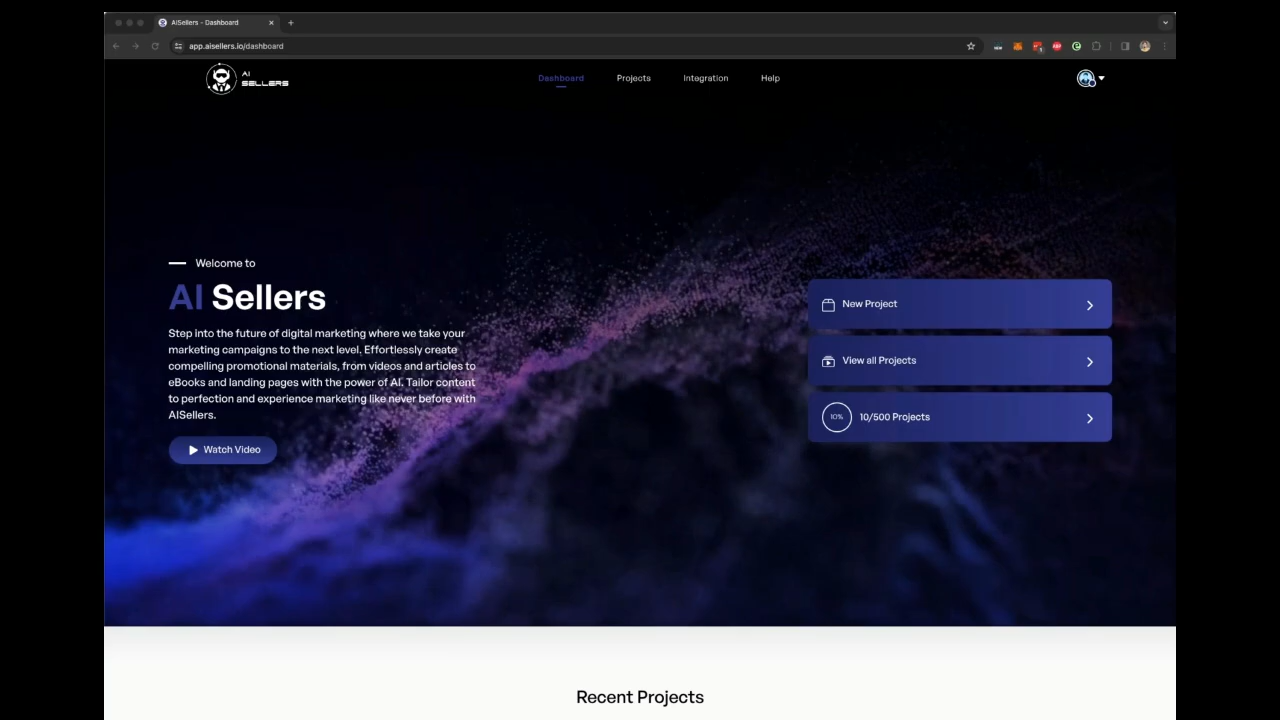 AISellers - Dashboard
app.aisellers.io/dashboard
AI
SELLERS
Dashboard
Projects
Integration
Help
Welcome to
AI Sellers
Step into the future of digital marketing where we take your
marketing campaigns to the next level. Effortlessly create
compelling promotional materials, from videos and articles to
eBooks and landing pages with the power of AI. Tailor content
to perfection and experience marketing like never before with
AISellers.
Watch Video
New Project
View all Projects
10%
10/500 Projects
Recent Projects